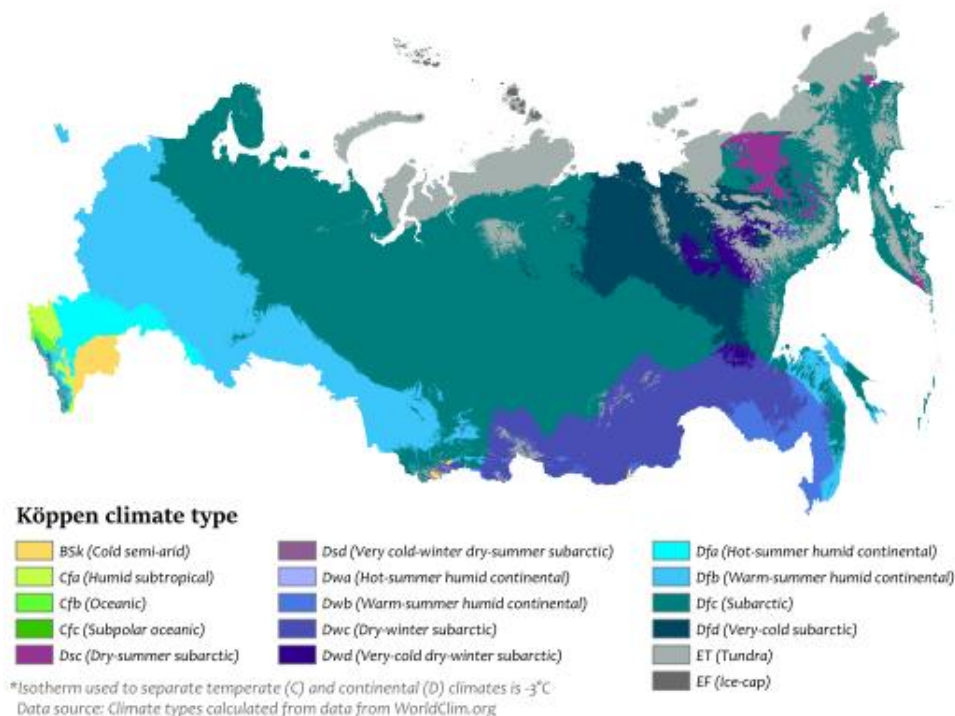 Köppen climate type
BSk (Cold semi-arid)
Cfa (Humid subtropical)
Cfb (Oceanic)
Cfc (Subpolar oceanic)
Dsc (Dry-summer subarctic)
Dsd (Very cold-winter dry-summer subarctic)
Dwa (Hot-summer humid continental)
Dwb (Warm-summer humid continental)
Dwc (Dry-winter subarctic)
Dwd (Very-cold dry-winter subarctic)
Dfa (Hot-summer humid continental)
Dfb (Warm-summer humid continental)
Dfc (Subarctic)
Dfd (Very-cold subarctic)
ET (Tundra)
EF (Ice-cap)
*Isotherm used to separate temperate (C) and continental (D) climates is -3°C
Data source: Climate types calculated from data from WorldClim.org